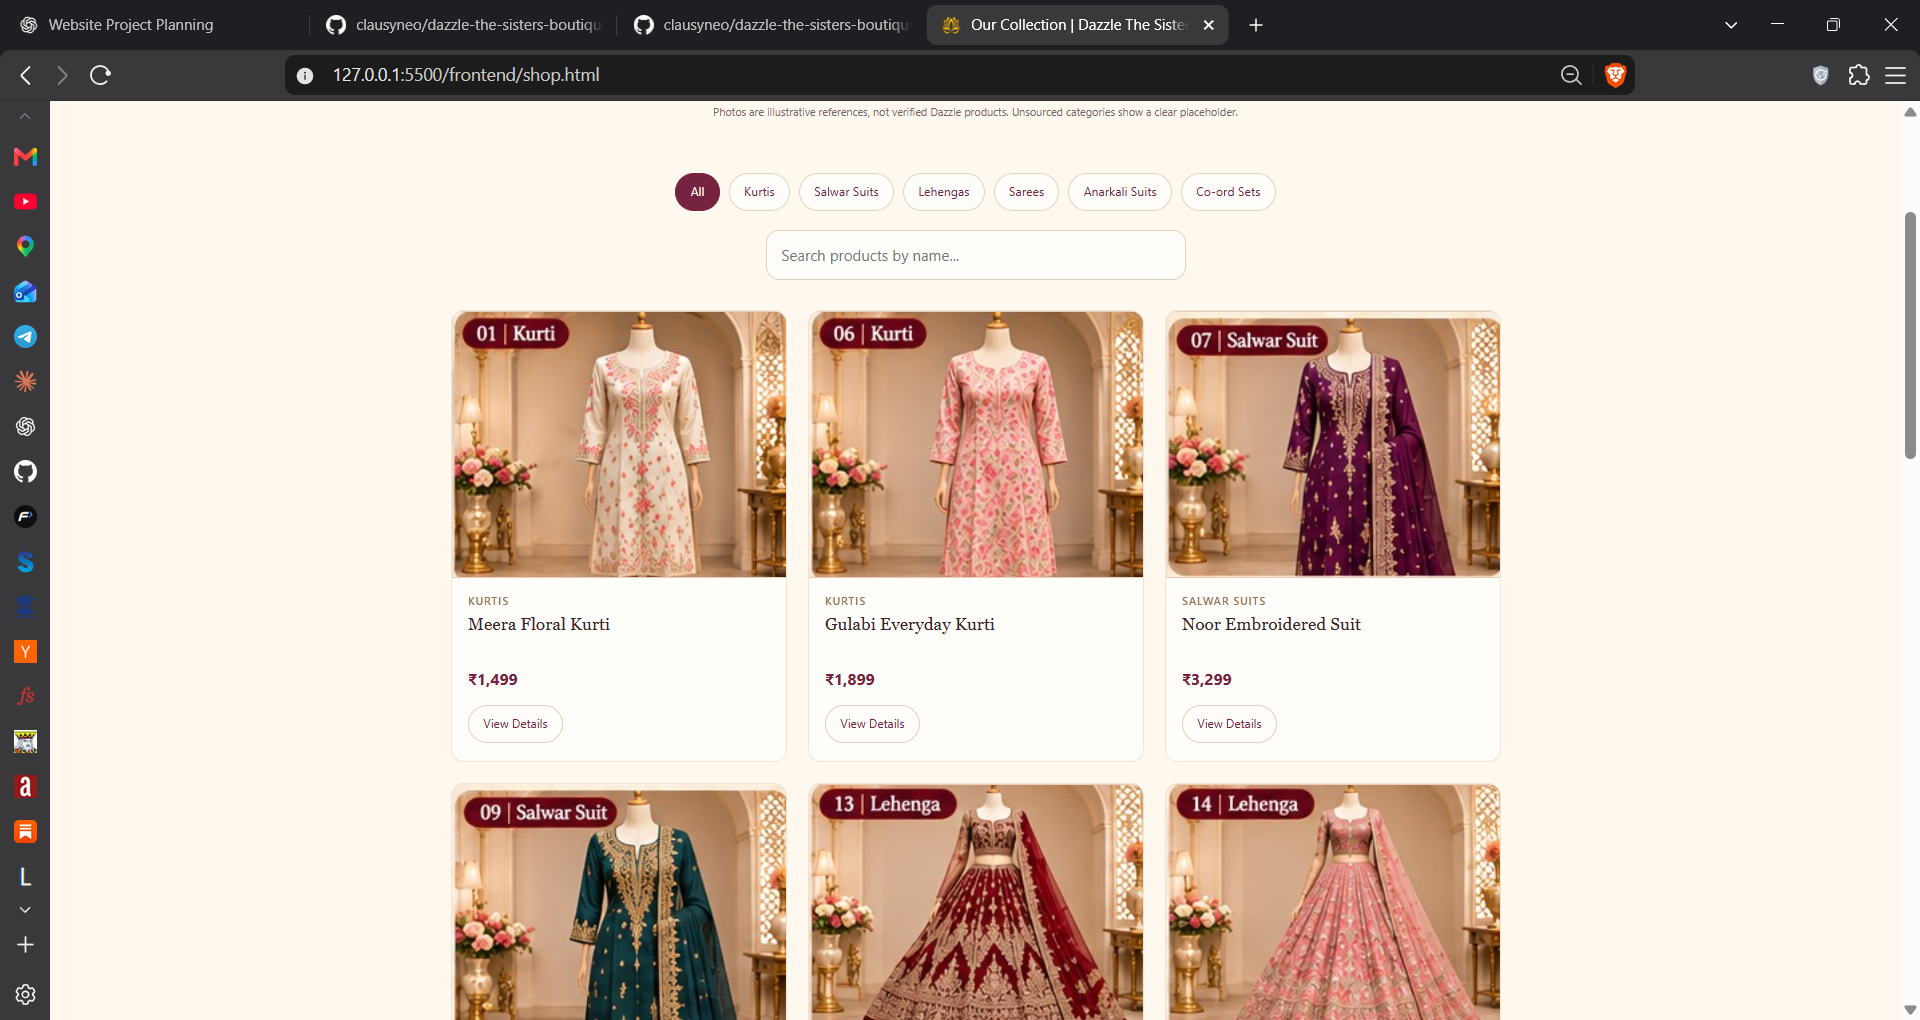 Website Project Planning
clausyneo/dazzle-the-sisters-boutiqu
clausyneo/dazzle-the-sisters-boutiqu
Our Collection | Dazzle The Siste
127.0.0.1:5500/frontend/shop.html
Photos are illustrative references, not verified Dazzle products. Unsourced categories show a clear placeholder.
All
Kurtis
Salwar Suits
Lehengas
Sarees
Anarkali Suits
Co-ord Sets
Search products by name...
01 | Kurti
06 | Kurti
07 | Salwar Suit
KURTIS
Meera Floral Kurti
₹1,499
View Details
KURTIS
Gulabi Everyday Kurti
₹1,899
View Details
SALWAR SUITS
Noor Embroidered Suit
₹3,299
View Details
09 | Salwar Suit
13 | Lehenga
14 | Lehenga
Y
fs
a
L